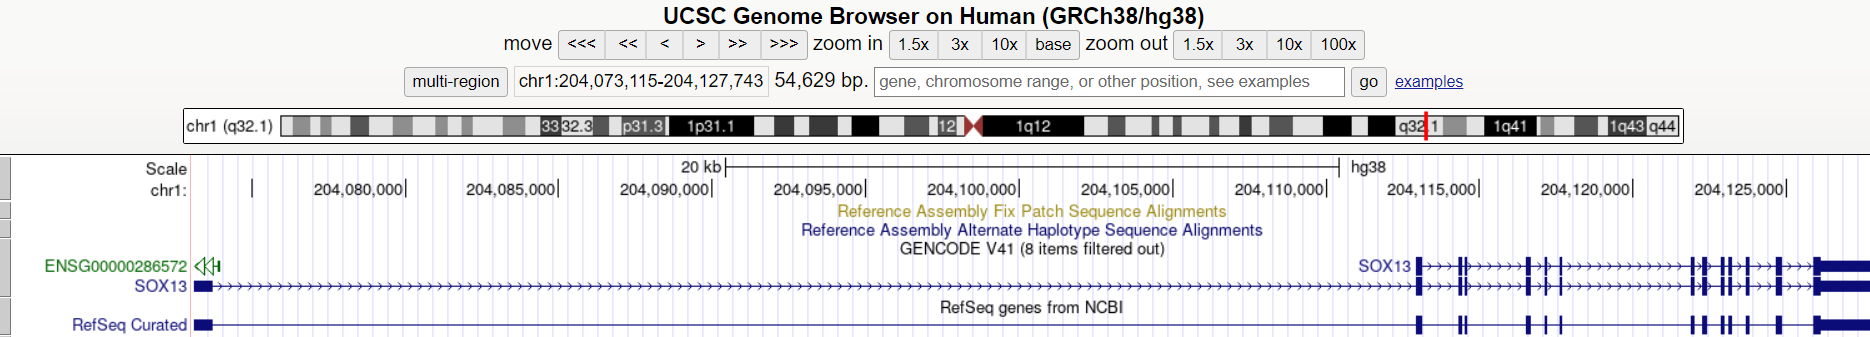 UCSC Genome Browser on Human (GRCh38/hg38)
move <<< << < > >> >>> zoom in 1.5x 3x 10x base zoom out 1.5x 3x 10x 100x
multi-region chr1:204,073,115-204,127,743 54,629 bp. gene, chromosome range, or other position, see examples go examples
chr1 (q32.1) 33 32.3 p31.3 1p31.1 12 1q12 q32.1 1q41 1q43 q44
Scale 20 kb hg38
chr1: 204,080,000 204,085,000 204,090,000 204,095,000 204,100,000 204,105,000 204,110,000 204,115,000 204,120,000 204,125,000
Reference Assembly Fix Patch Sequence Alignments
Reference Assembly Alternate Haplotype Sequence Alignments
GENCODE V41 (8 items filtered out)
ENSG00000286572 SOX13
SOX13
RefSeq genes from NCBI
RefSeq Curated